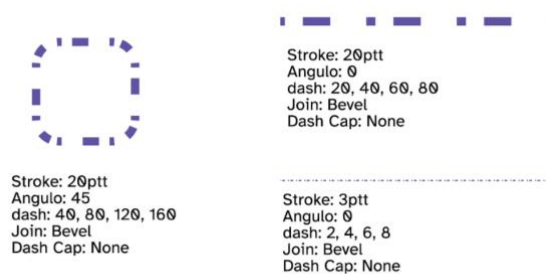 Stroke: 20ptt
Angulo: 0
dash: 20, 40, 60, 80
Join: Bevel
Dash Cap: None
Stroke: 20ptt
Angulo: 45
dash: 40, 80, 120, 160
Join: Bevel
Dash Cap: None
Stroke: 3ptt
Angulo: 0
dash: 2, 4, 6, 8
Join: Bevel
Dash Cap: None